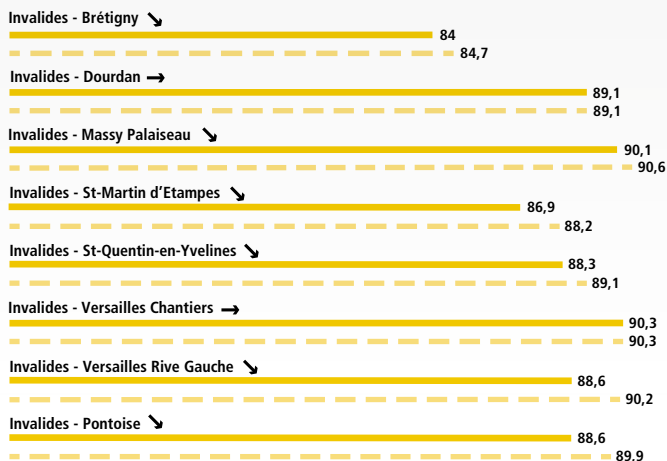 Invalides - Brétigny ↘
84
84,7
Invalides - Dourdan →
89,1
89,1
Invalides - Massy Palaiseau ↘
90,1
90,6
Invalides - St-Martin d'Etampes ↘
86,9
88,2
Invalides - St-Quentin-en-Yvelines ↘
88,3
89,1
Invalides - Versailles Chantiers →
90,3
90,3
Invalides - Versailles Rive Gauche ↘
88,6
90,2
Invalides - Pontoise ↘
88,6
89,9